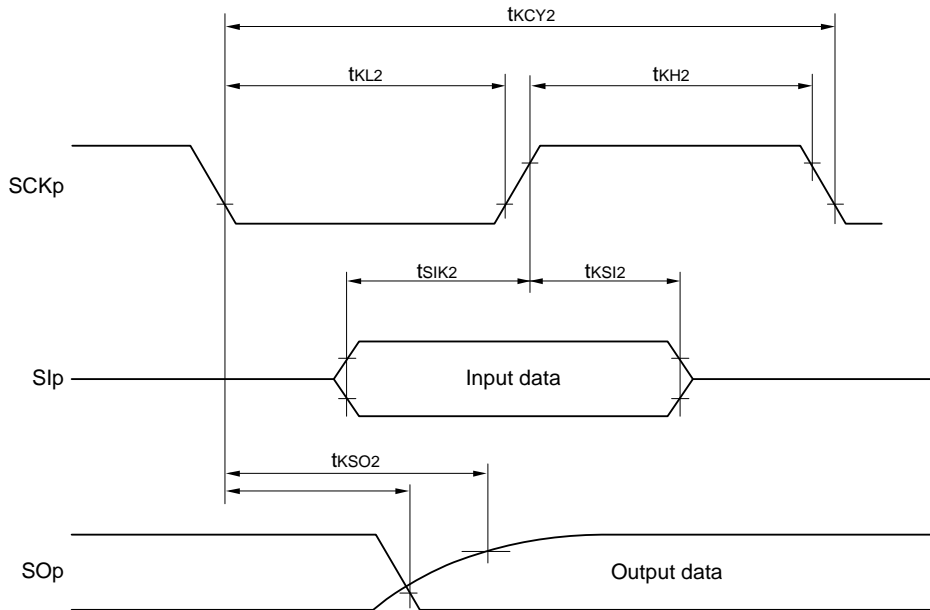 tKCY2
tKL2
tKH2
SCKp
tSIK2
tKSI2
SIp
Input data
tKSO2
SOp
Output data